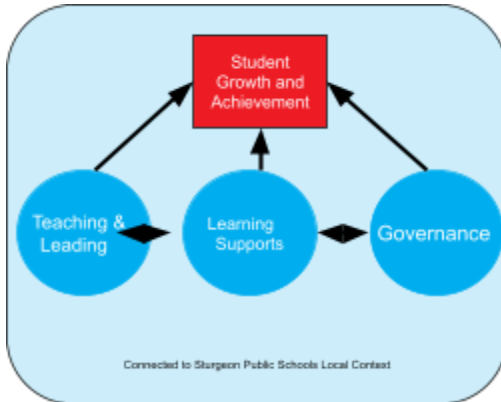 Student
Growth and
Achievement
Teaching &
Leading
Learning
Supports
Governance
Connected to Sturgeon Public Schools Local Context